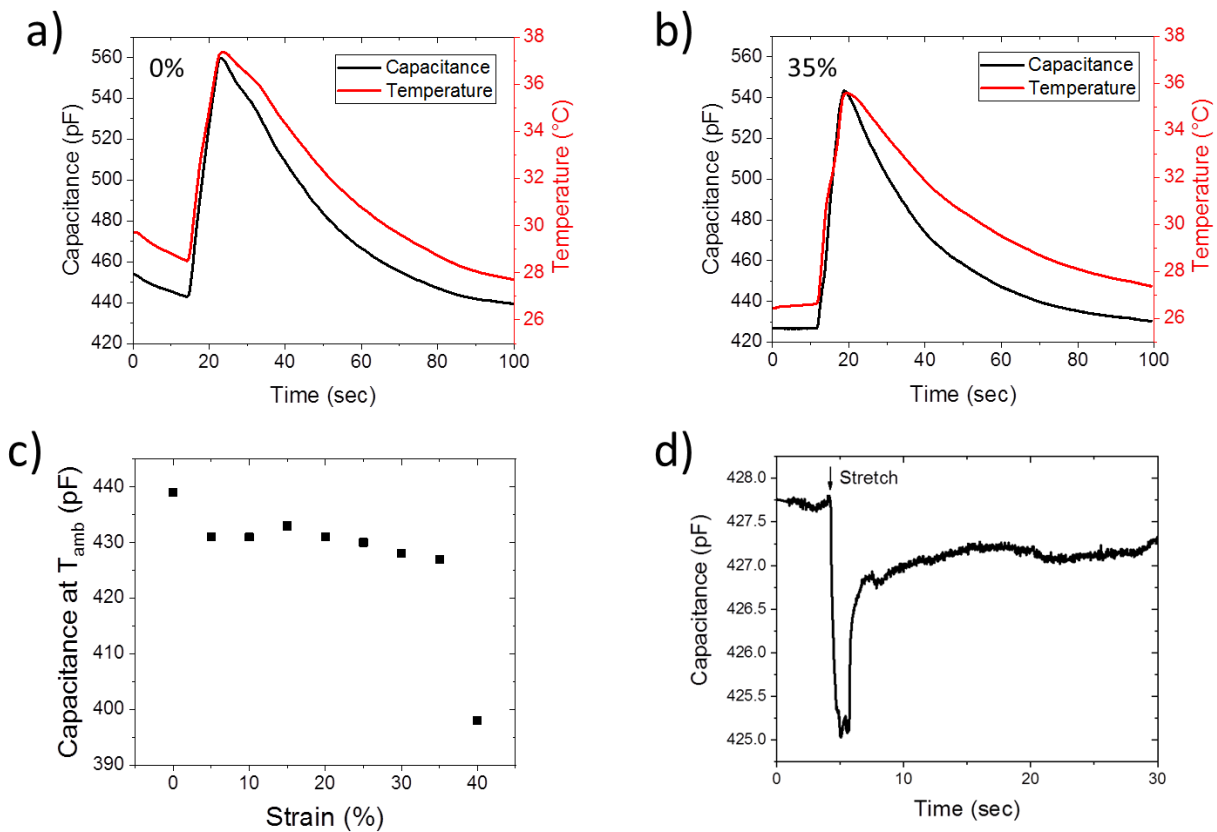 a)
0%
Capacitance
Temperature
Capacitance (pF)
560
540
520
500
480
460
440
420
Temperature (°C)
38
36
34
32
30
28
26
0 20 40 60 80 100
Time (sec)
b)
35%
Capacitance
Temperature
Capacitance (pF)
560
540
520
500
480
460
440
420
Temperature (°C)
38
36
34
32
30
28
26
0 20 40 60 80 100
Time (sec)
c)
Capacitance at Tamb (pF)
440
430
420
410
400
390
0 10 20 30 40
Strain (%)
d)
Stretch
Capacitance (pF)
428.0
427.5
427.0
426.5
426.0
425.5
425.0
0 10 20 30
Time (sec)